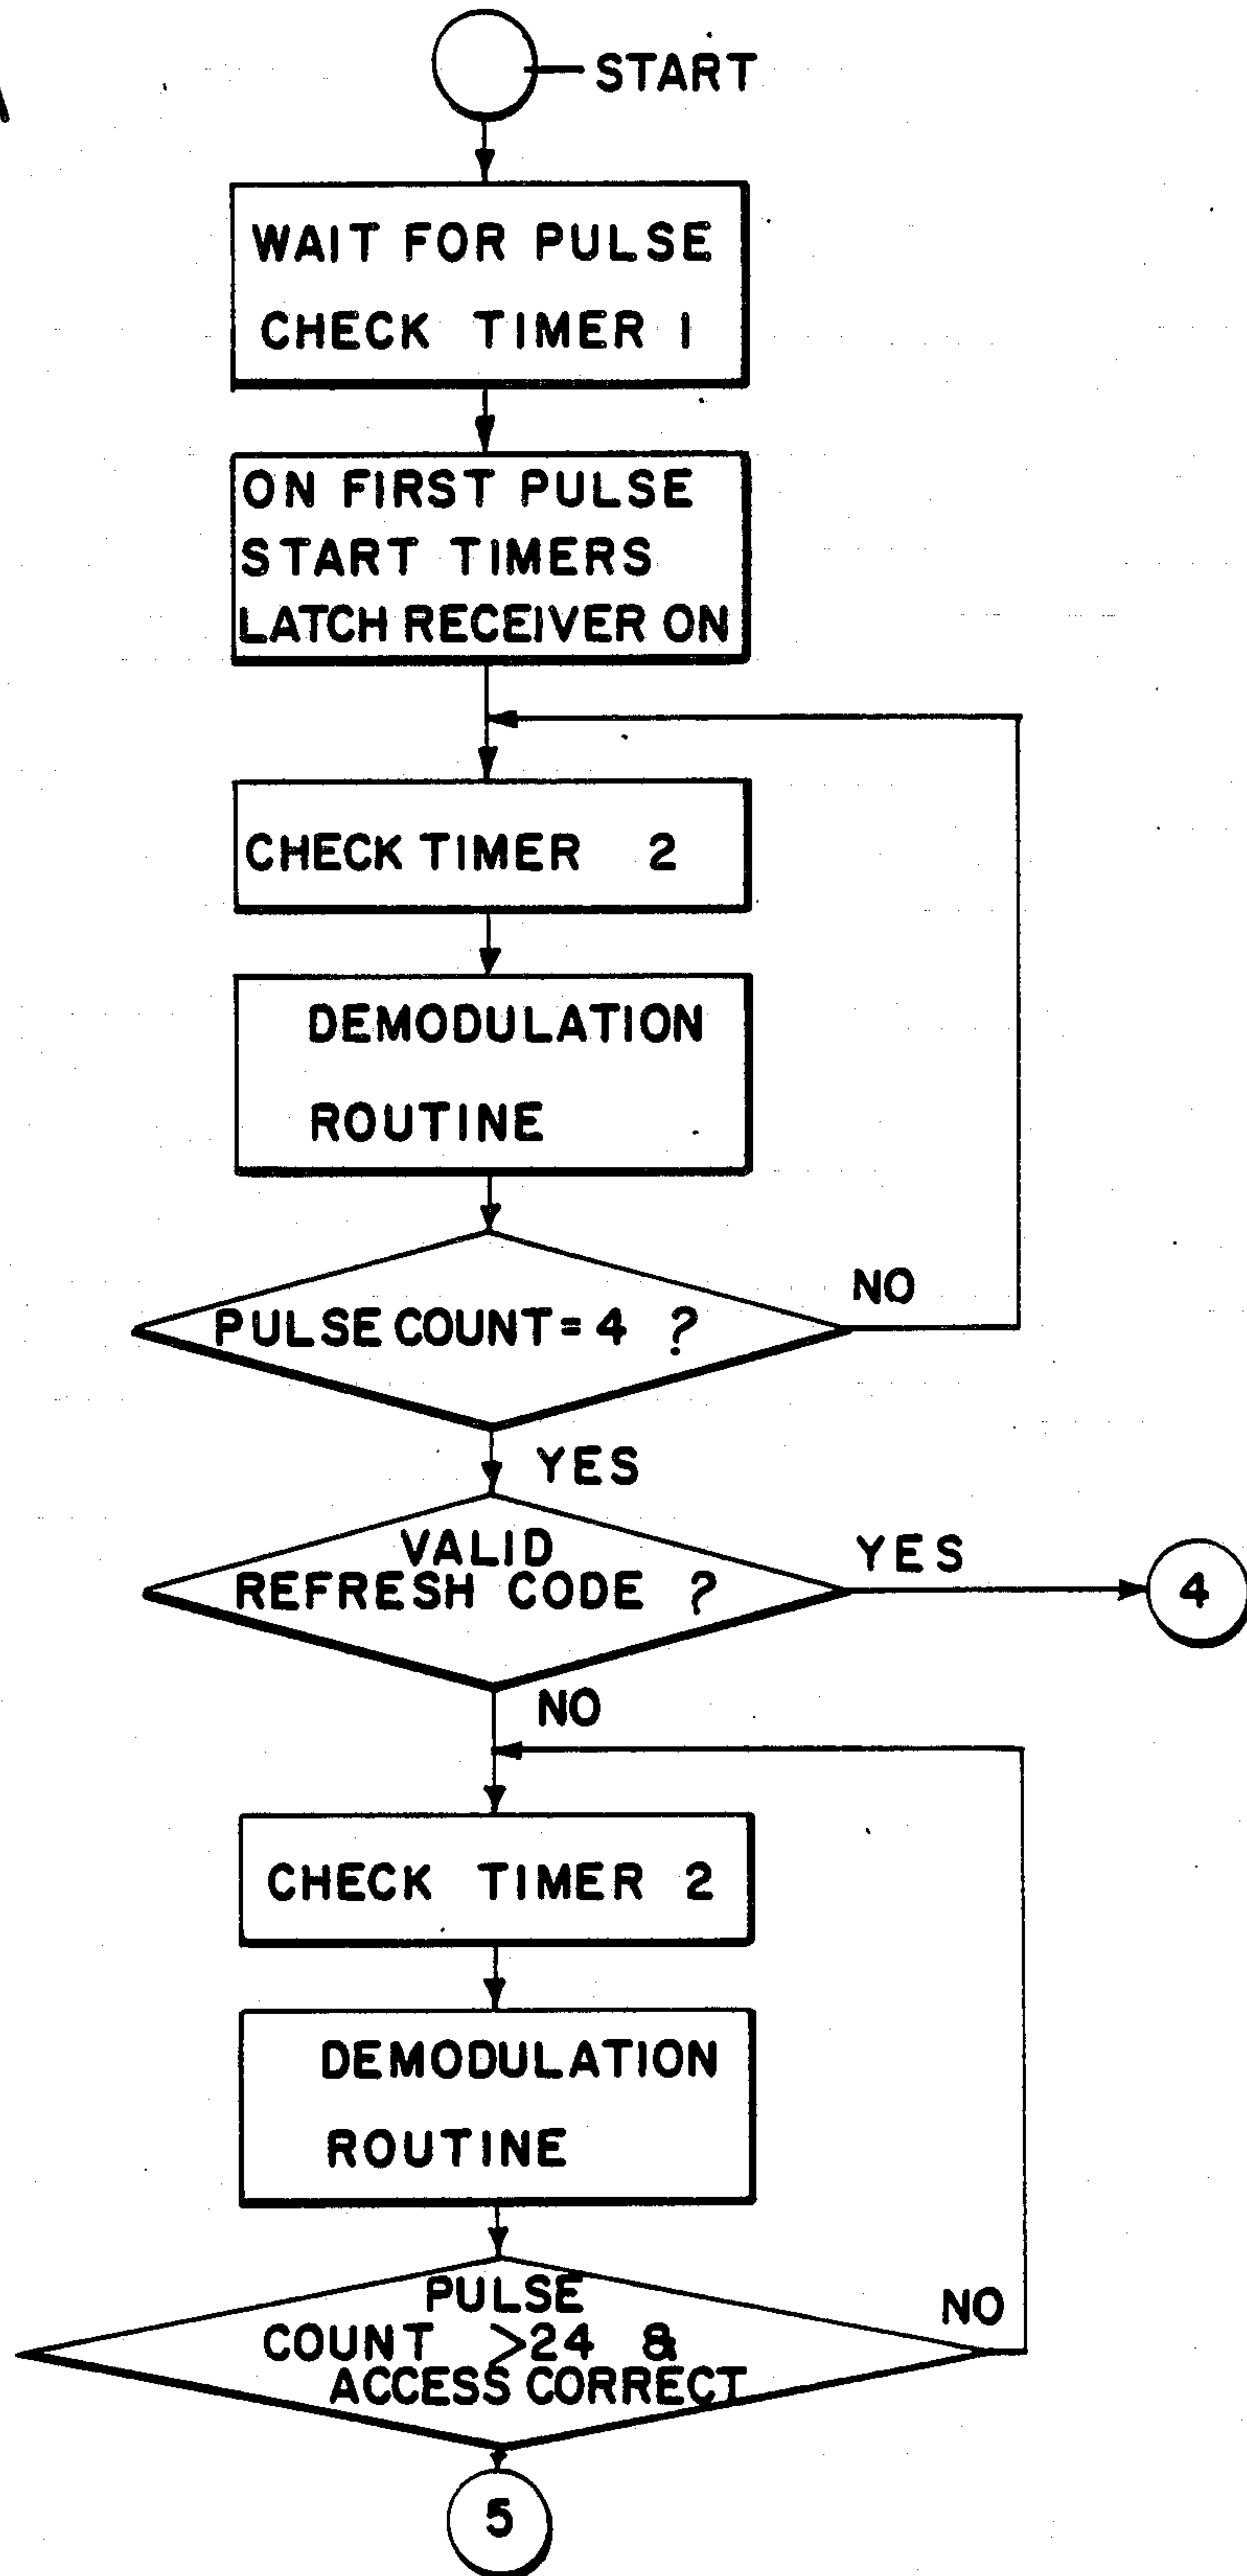 START
WAIT FOR PULSE
CHECK TIMER 1
ON FIRST PULSE
START TIMERS
LATCH RECEIVER ON
CHECK TIMER 2
DEMODULATION
ROUTINE
PULSE COUNT = 4 ?
NO
YES
VALID
REFRESH CODE ?
YES
4
NO
CHECK TIMER 2
DEMODULATION
ROUTINE
PULSE
COUNT >24 &
ACCESS CORRECT
NO
5